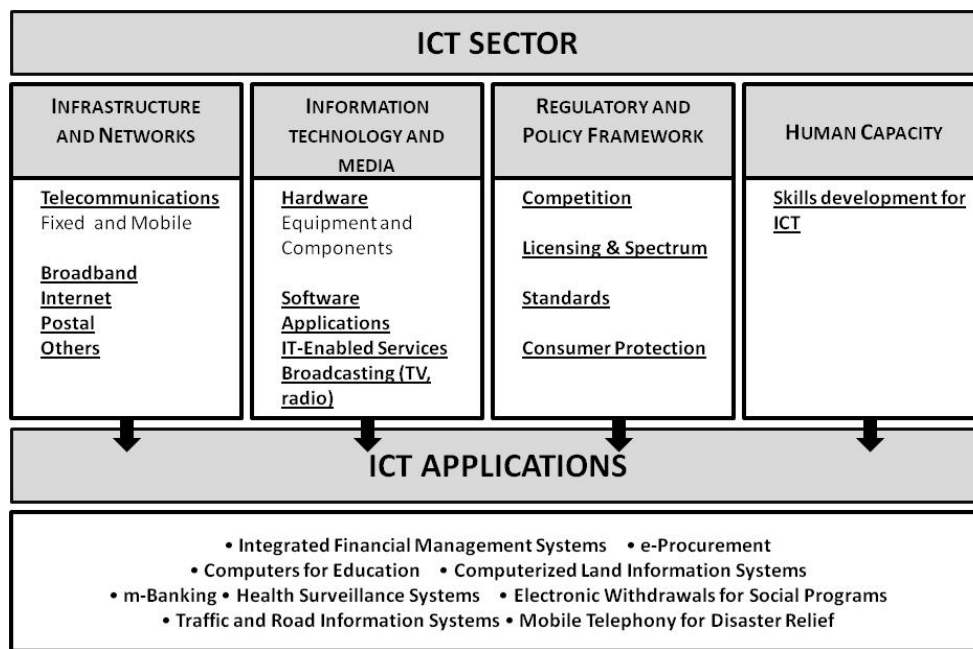 ICT SECTOR
INFRASTRUCTURE
AND NETWORKS
Telecommunications
Fixed and Mobile
Broadband
Internet
Postal
Others
INFORMATION
TECHNOLOGY AND
MEDIA
Hardware
Equipment and
Components
Software
Applications
IT-Enabled Services
Broadcasting (TV,
radio)
REGULATORY AND
POLICY FRAMEWORK
Competition
Licensing & Spectrum
Standards
Consumer Protection
HUMAN CAPACITY
Skills development for
ICT
ICT APPLICATIONS
• Integrated Financial Management Systems • e-Procurement
• Computers for Education • Computerized Land Information Systems
• m-Banking • Health Surveillance Systems • Electronic Withdrawals for Social Programs
• Traffic and Road Information Systems • Mobile Telephony for Disaster Relief